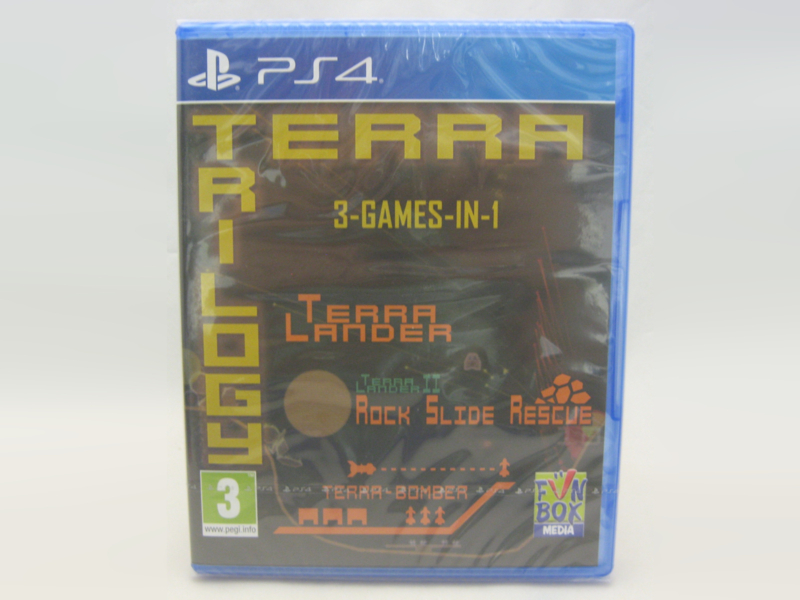 PS4
TERRA
TRILOGY
3-GAMES-IN-1
TERRA
LANDER
TERRA
LANDER II
ROCK SLIDE RESCUE
TERRA BOMBER
3
www.pegi.info
FUN
BOX
MEDIA